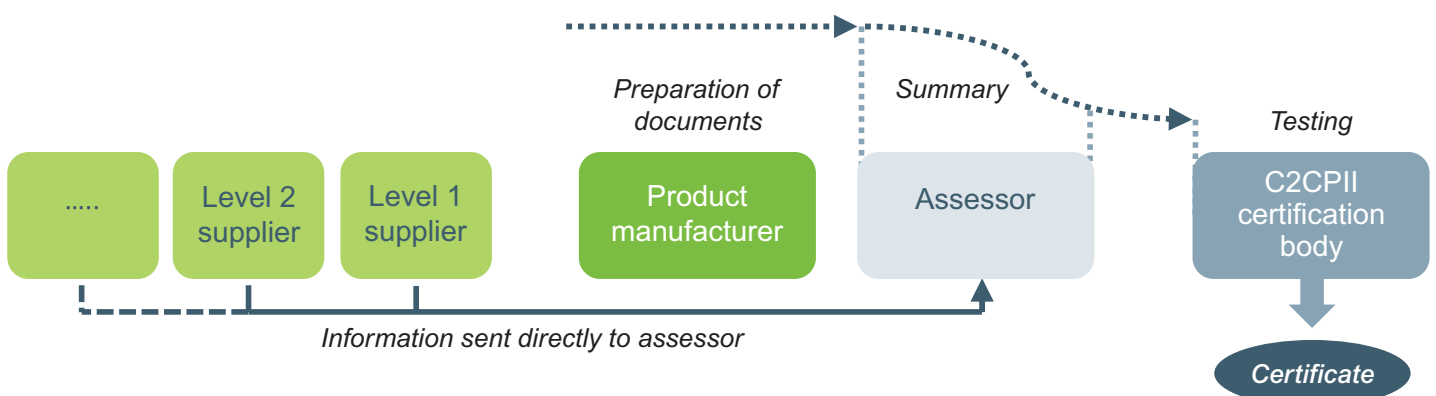 Preparation of
documents
Summary
Testing
.....
Level 2
supplier
Level 1
supplier
Product
manufacturer
Assessor
C2CPII
certification
body
Information sent directly to assessor
Certificate